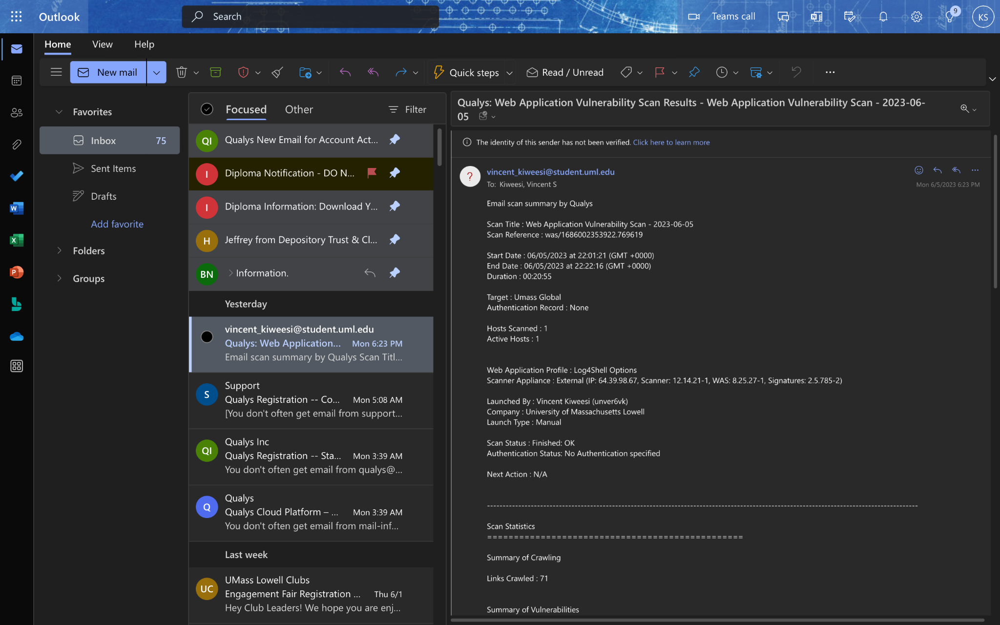 Outlook
Search
Teams call
9
KS
Home
View
Help
New mail
Quick steps
Read / Unread
Favorites
Inbox
75
Sent Items
Drafts
Add favorite
Folders
Groups
Focused
Other
Filter
QI
Qualys New Email for Account Act...
I
Diploma Notification - DO N...
I
Diploma Information: Download Y...
H
Jeffrey from Depository Trust & Cl...
BN
Information.
Yesterday
vincent_kiweesi@student.uml.edu
Qualys: Web Application... Mon 6:23 PM
Email scan summary by Qualys Scan Titl...
S
Support
Qualys Registration -- Co... Mon 5:08 AM
[You don't often get email from support...
QI
Qualys Inc
Qualys Registration -- Sta... Mon 3:39 AM
You don't often get email from qualys@...
Q
Qualys
Qualys Cloud Platform – ... Mon 3:39 AM
You don't often get email from mail-inf...
Last week
UC
UMass Lowell Clubs
Engagement Fair Registration ... Thu 6/1
Hey Club Leaders! We hope you are enj...
Qualys: Web Application Vulnerability Scan Results - Web Application Vulnerability Scan - 2023-06-
05
The identity of this sender has not been verified. Click here to learn more
?
vincent_kiweesi@student.uml.edu
To: Kiweesi, Vincent S
Mon 6/5/2023 6:23 PM
Email scan summary by Qualys
Scan Title : Web Application Vulnerability Scan - 2023-06-05
Scan Reference : was/1686002353922.769619
Start Date : 06/05/2023 at 22:01:21 (GMT +0000)
End Date : 06/05/2023 at 22:22:16 (GMT +0000)
Duration : 00:20:55
Target : Umass Global
Authentication Record : None
Hosts Scanned : 1
Active Hosts : 1
Web Application Profile : Log4Shell Options
Scanner Appliance : External (IP: 64.39.98.67, Scanner: 12.14.21-1, WAS: 8.25.27-1, Signatures: 2.5.785-2)
Launched By : Vincent Kiweesi (unver6vk)
Company : University of Massachusetts Lowell
Launch Type : Manual
Scan Status : Finished: OK
Authentication Status: No Authentication specified
Next Action : N/A
Scan Statistics
================================================
Summary of Crawling
Links Crawled : 71
Summary of Vulnerabilities